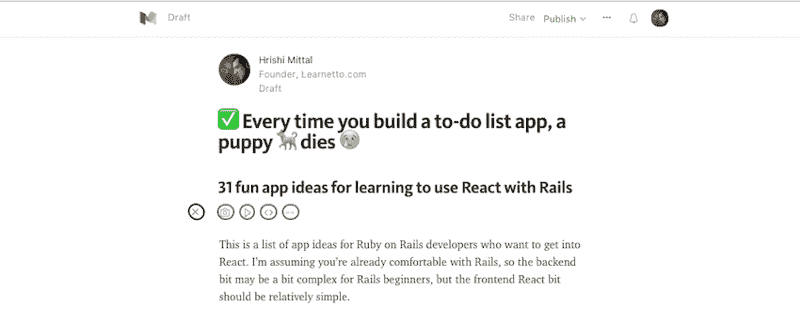 Draft
Share Publish
Hrishi Mittal
Founder, Learnetto.com
Draft
✅ Every time you build a to-do list app, a
puppy 🐕 dies 😢
31 fun app ideas for learning to use React with Rails
This is a list of app ideas for Ruby on Rails developers who want to get into
React. I'm assuming you're already comfortable with Rails, so the backend
bit may be a bit complex for Rails beginners, but the frontend React bit
should be relatively simple.